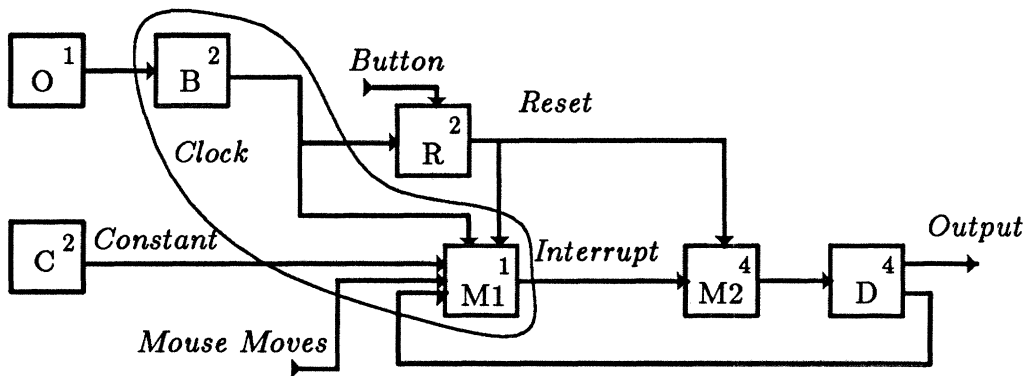 O 1
B 2
Button
Reset
R 2
Clock
C 2
Constant
M1 1
Interrupt
M2 4
D 4
Output
Mouse Moves